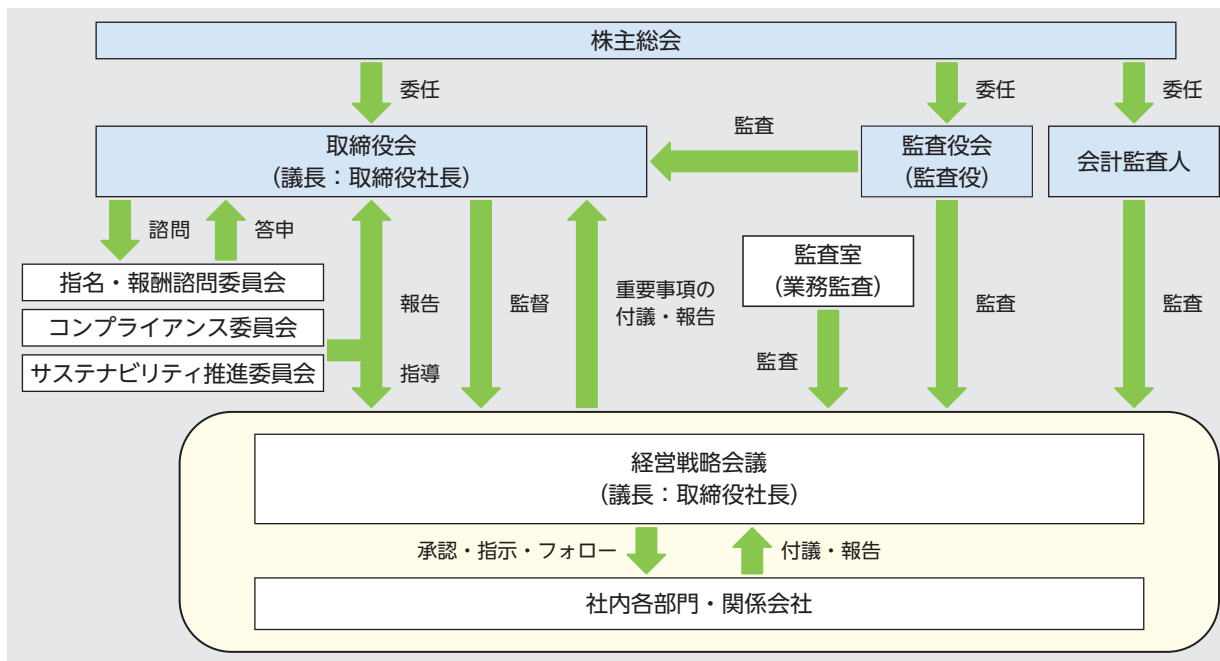 株主総会
委任
委任
委任
取締役会
(議長：取締役社長)
監査
監査役会
(監査役)
会計監査人
諮問
答申
指名・報酬諮問委員会
コンプライアンス委員会
サステナビリティ推進委員会
報告
指導
監督
重要事項の
付議・報告
監査室
(業務監査)
監査
監査
監査
経営戦略会議
(議長：取締役社長)
承認・指示・フォロー
付議・報告
社内各部門・関係会社